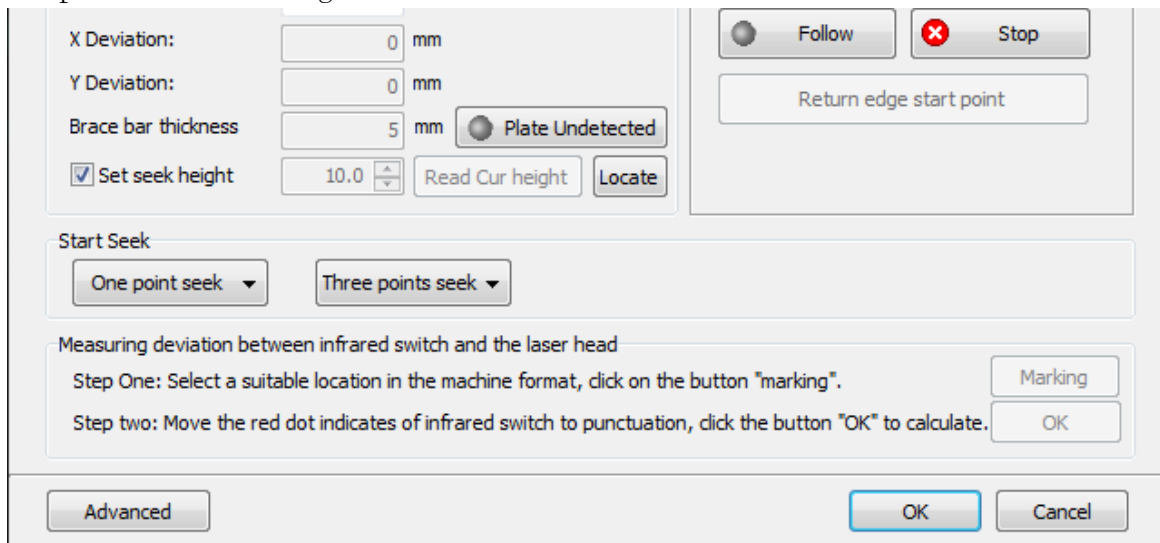 X Deviation: 0 mm
Follow Stop
Y Deviation: 0 mm
Return edge start point
Brace bar thickness 5 mm Plate Undetected
Set seek height 10.0 Read Cur height Locate
Start Seek
One point seek Three points seek
Measuring deviation between infrared switch and the laser head
Step One: Select a suitable location in the machine format, click on the button "marking". Marking
Step two: Move the red dot indicates of infrared switch to punctuation, click the button "OK" to calculate. OK
Advanced OK Cancel